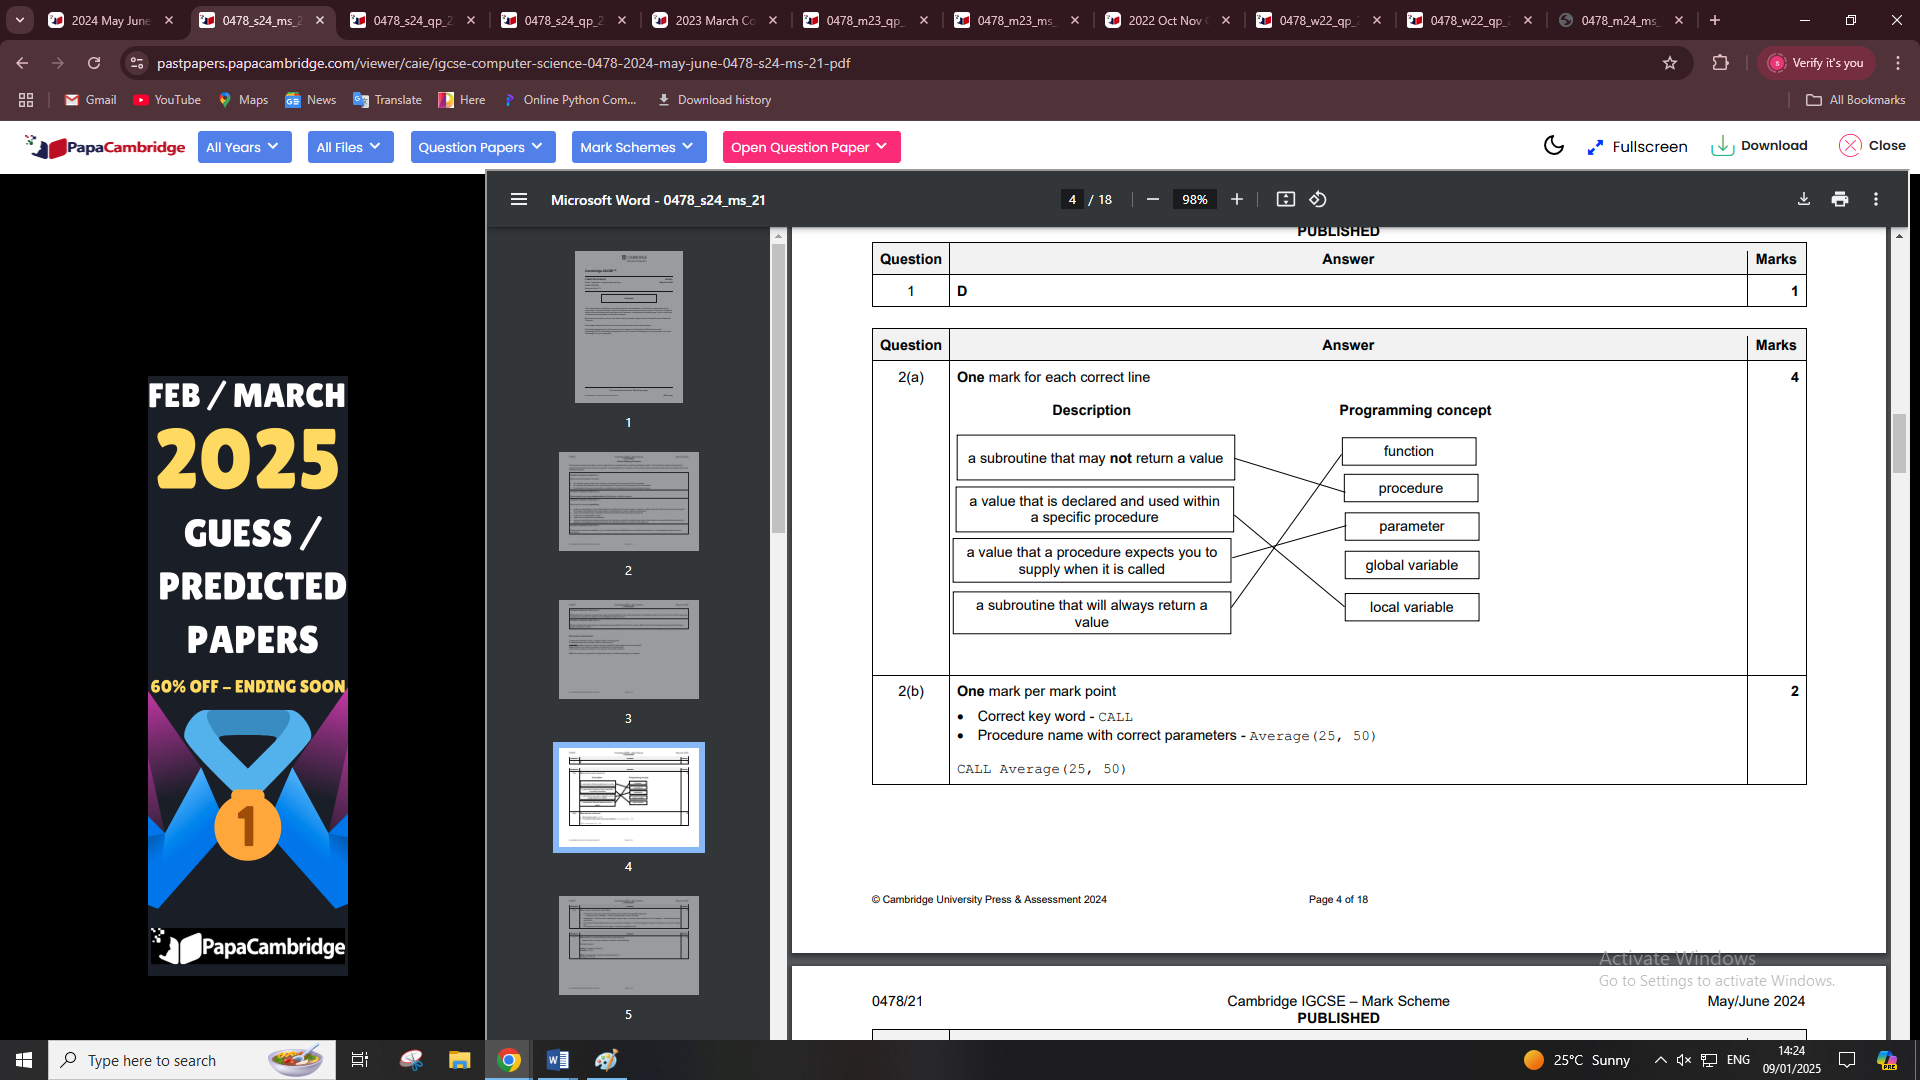 2024 May June
0478_s24_ms_2
0478_s24_qp_2
0478_s24_qp_2
2023 March Co
0478_m23_qp_
0478_m23_ms_
2022 Oct Nov
0478_w22_qp_2
0478_w22_qp_2
0478_m24_ms_
pastpapers.papacambridge.com/viewer/caie/igcse-computer-science-0478-2024-may-june-0478-s24-ms-21-pdf
Verify it's you
Gmail
YouTube
Maps
News
Translate
Here
Online Python Com...
Download history
All Bookmarks
PapaCambridge
All Years
All Files
Question Papers
Mark Schemes
Open Question Paper
Fullscreen
Download
Close
Microsoft Word - 0478_s24_ms_21
4 / 18
98%
FEB / MARCH
2025
GUESS /
PREDICTED
PAPERS
60% OFF – ENDING SOON
1
PapaCambridge
1
2
3
4
5
PUBLISHED
Question Answer Marks
1 D 1
Question Answer Marks
2(a) One mark for each correct line 4
Description Programming concept
a subroutine that may not return a value
a value that is declared and used within
a specific procedure
a value that a procedure expects you to
supply when it is called
a subroutine that will always return a
value
function
procedure
parameter
global variable
local variable
2(b) One mark per mark point 2
• Correct key word - CALL
• Procedure name with correct parameters - Average(25, 50)
CALL Average(25, 50)
© Cambridge University Press & Assessment 2024 Page 4 of 18
Activate Windows
Go to Settings to activate Windows.
0478/21 Cambridge IGCSE – Mark Scheme May/June 2024
PUBLISHED
Type here to search
25°C Sunny
ENG
14:24
09/01/2025